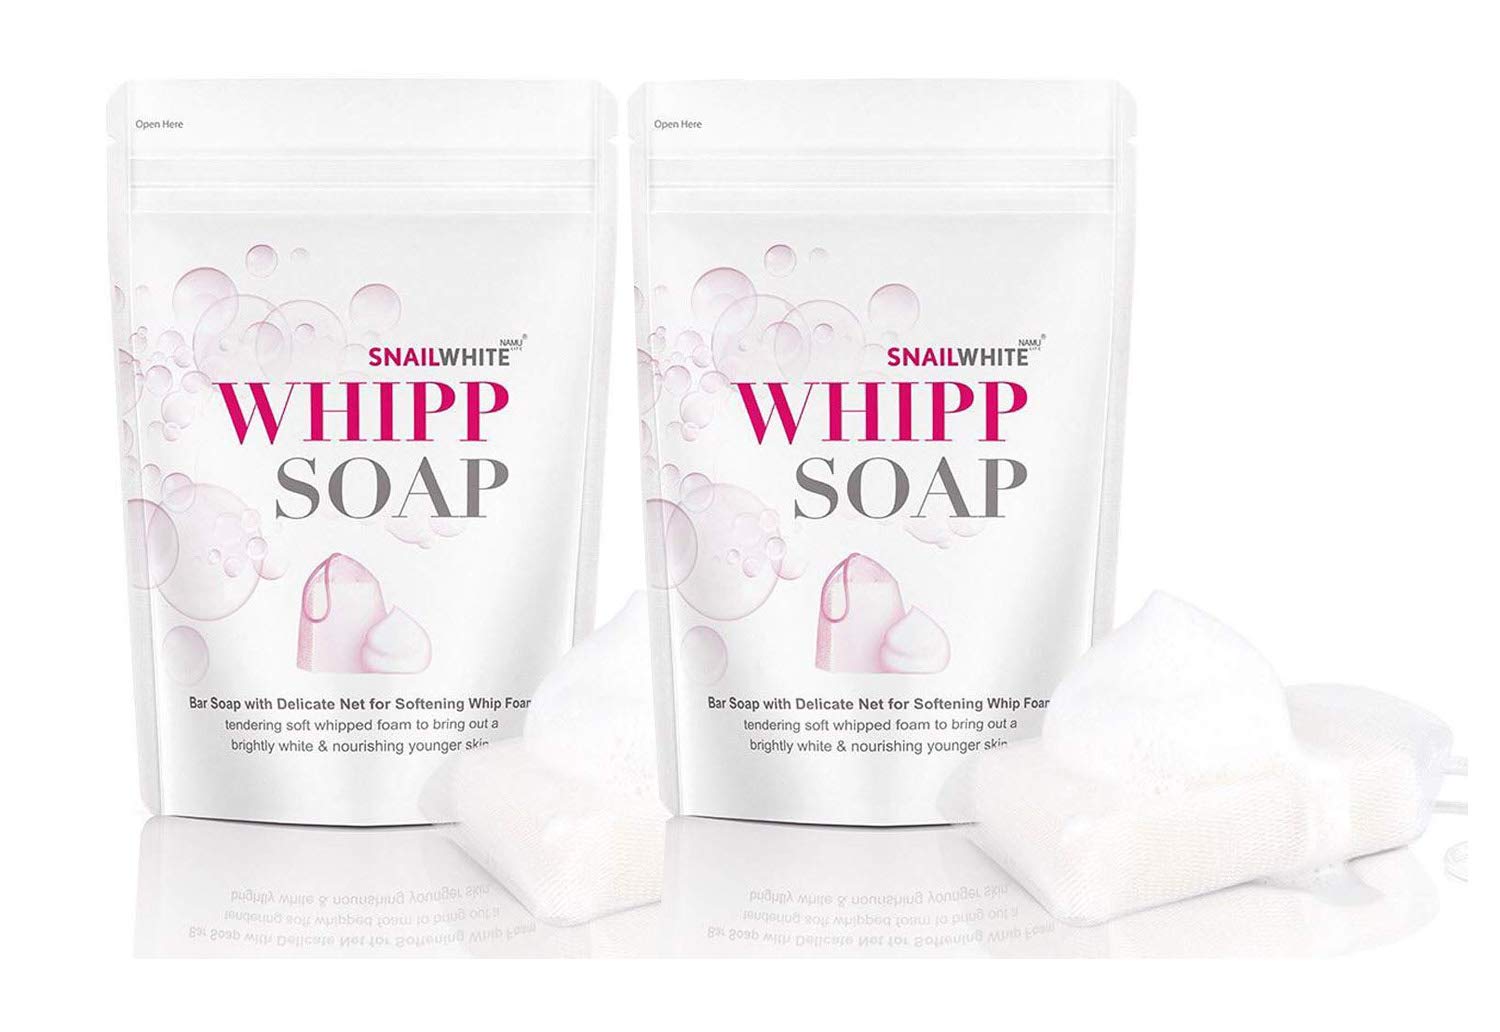 Open Here
NAMU®
LIFE
SNAILWHITE
WHIPP
SOAP
Bar Soap with Delicate Net for Softening Whip Foam
tendering soft whipped foam to bring out a
brightly white & nourishing younger skin
Open Here
NAMU®
LIFE
SNAILWHITE
WHIPP
SOAP
Bar Soap with Delicate Net for Softening Whip Foam
tendering soft whipped foam to bring out a
brightly white & nourishing younger skin